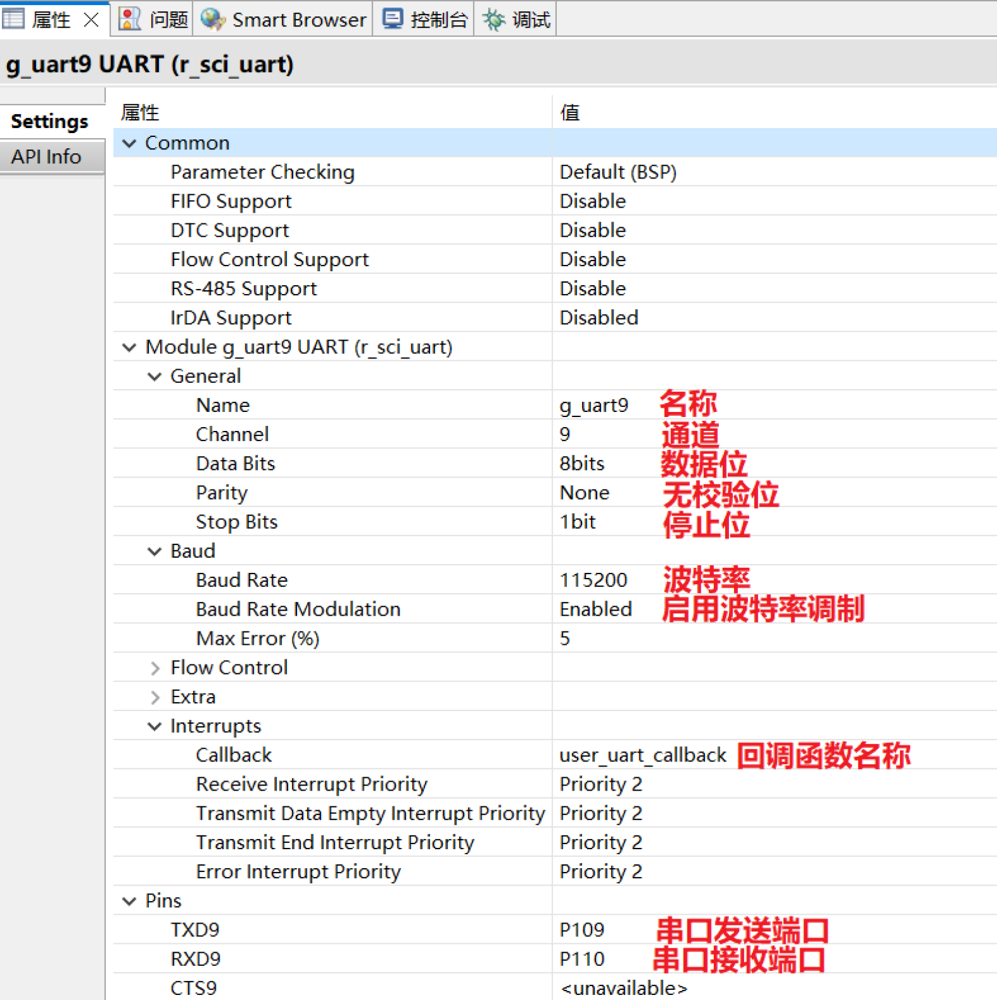 属性 问题 Smart Browser 控制台 调试
g_uart9 UART (r_sci_uart)
Settings
API Info
属性 值
Common
Parameter Checking Default (BSP)
FIFO Support Disable
DTC Support Disable
Flow Control Support Disable
RS-485 Support Disable
IrDA Support Disabled
Module g_uart9 UART (r_sci_uart)
General
Name g_uart9 名称
Channel 9 通道
Data Bits 8bits 数据位
Parity None 无校验位
Stop Bits 1bit 停止位
Baud
Baud Rate 115200 波特率
Baud Rate Modulation Enabled 启用波特率调制
Max Error (%) 5
Flow Control
Extra
Interrupts
Callback user_uart_callback 回调函数名称
Receive Interrupt Priority Priority 2
Transmit Data Empty Interrupt Priority Priority 2
Transmit End Interrupt Priority Priority 2
Error Interrupt Priority Priority 2
Pins
TXD9 P109 串口发送端口
RXD9 P110 串口接收端口
CTS9 <unavailable>